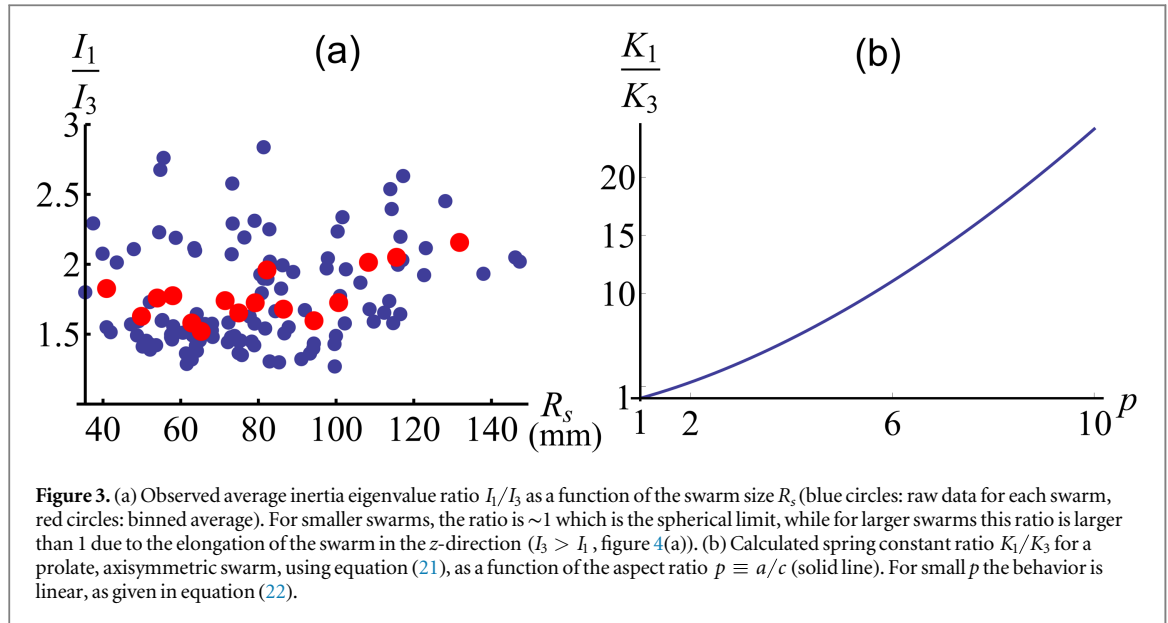 I1
I3
(a)
3
2.5
2
1.5
40 60 80 100 120 140
Rs
(mm)
K1
K3
(b)
20
15
10
1
1 2 6 10
p
Figure 3. (a) Observed average inertia eigenvalue ratio I1/I3 as a function of the swarm size Rs (blue circles: raw data for each swarm,
red circles: binned average). For smaller swarms, the ratio is ~1 which is the spherical limit, while for larger swarms this ratio is larger
than 1 due to the elongation of the swarm in the z-direction (I3 > I1, figure 4(a)). (b) Calculated spring constant ratio K1/K3 for a
prolate, axisymmetric swarm, using equation (21), as a function of the aspect ratio p ≡ a/c (solid line). For small p the behavior is
linear, as given in equation (22).